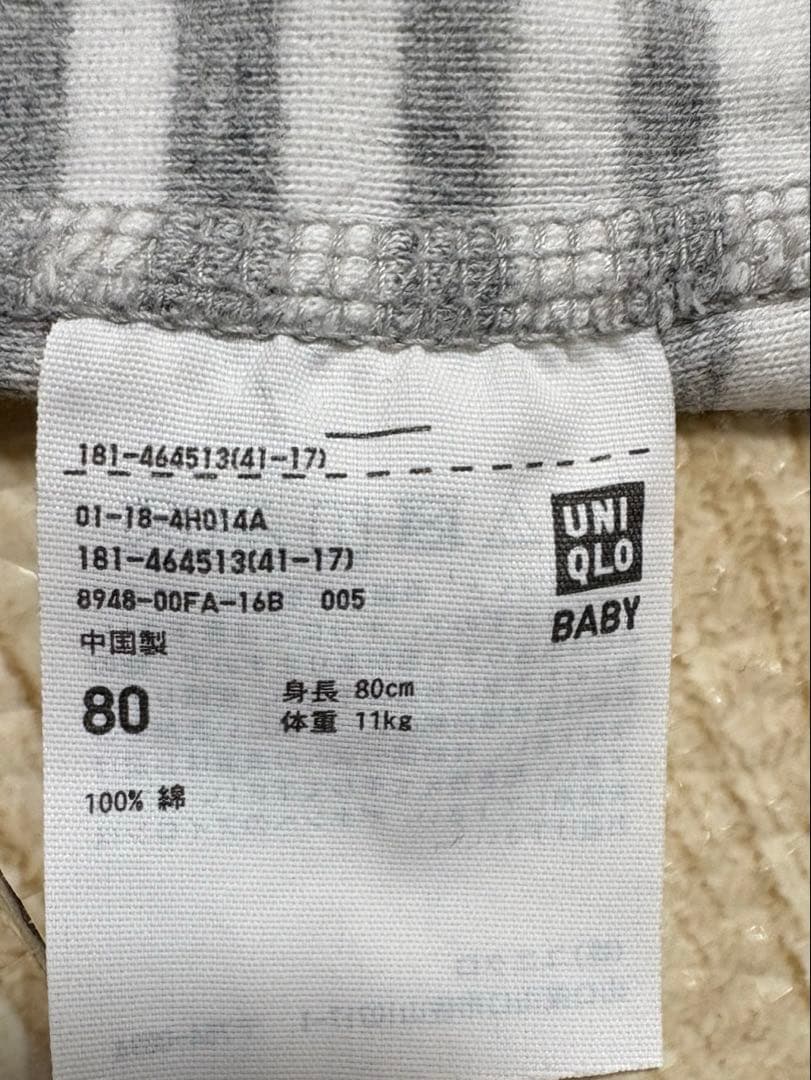 181-464513(41-17)
01-18-4H014A
181-464513(41-17)
8948-00FA-16B 005
中国製
80
身長 80cm
体重 11kg
100% 綿
UNI
QLO
BABY